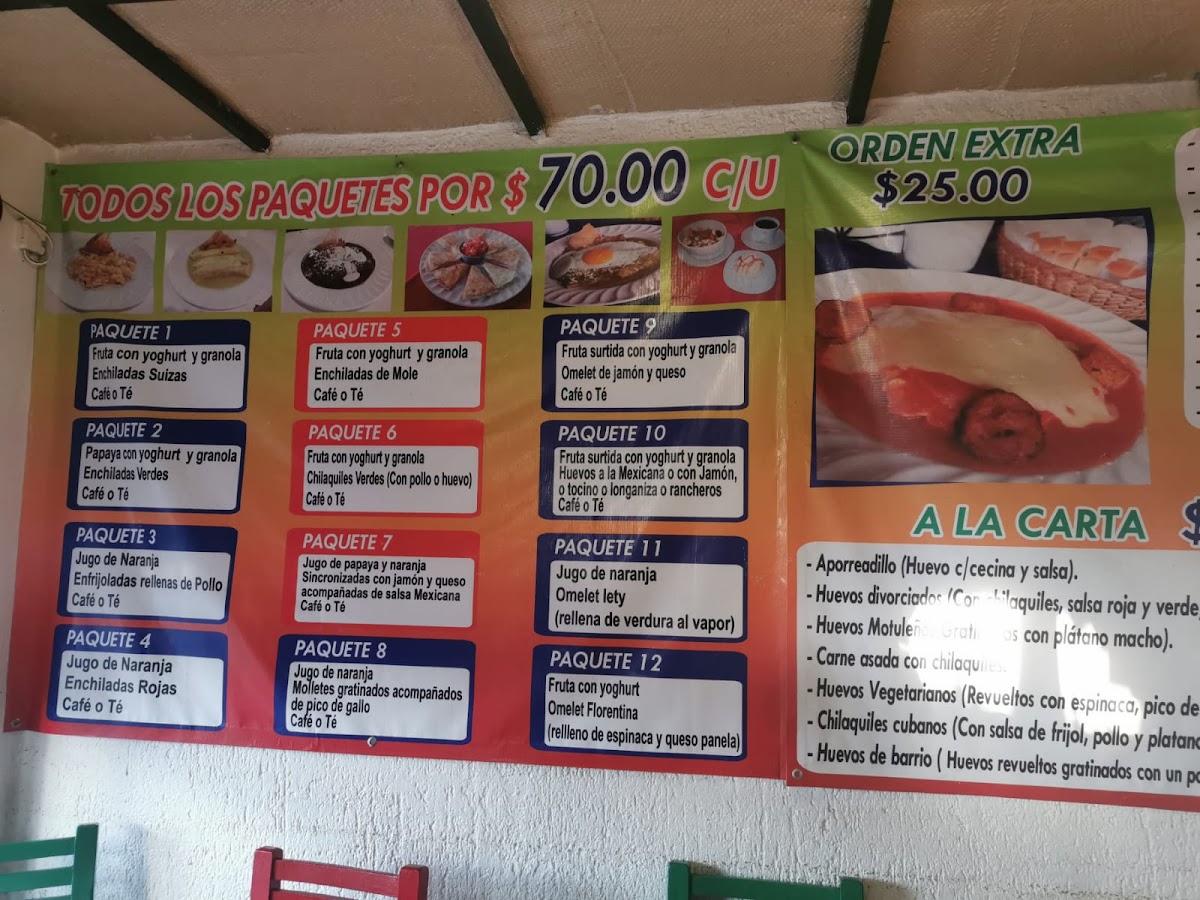 TODOS LOS PAQUETES POR $ 70.00 C/U
PAQUETE 1
Fruta con yoghurt y granola
Enchiladas Suizas
Café o Té
PAQUETE 2
Papaya con yoghurt y granola
Enchiladas Verdes
Café o Té
PAQUETE 3
Jugo de Naranja
Enfrijoladas rellenas de Pollo
Café o Té
PAQUETE 4
Jugo de Naranja
Enchiladas Rojas
Café o Té
PAQUETE 5
Fruta con yoghurt y granola
Enchiladas de Mole
Café o Té
PAQUETE 6
Fruta con yoghurt y granola
Chilaquiles Verdes (Con pollo o huevo)
Café o Té
PAQUETE 7
Jugo de papaya y naranja
Sincronizadas con jamón y queso
acompañadas de salsa Mexicana
Café o Té
PAQUETE 8
Jugo de naranja
Molletes gratinados acompañados
de pico de gallo
Café o Té
PAQUETE 9
Fruta surtida con yoghurt y granola
Omelet de jamón y queso
Café o Té
PAQUETE 10
Fruta surtida con yoghurt y granola
Huevos a la Mexicana o con Jamón,
o tocino o longaniza o rancheros
Café o Té
PAQUETE 11
Jugo de naranja
Omelet lety
(rellena de verdura al vapor)
PAQUETE 12
Fruta con yoghurt
Omelet Florentina
(rellleno de espinaca y queso panela)
ORDEN EXTRA
$25.00
A LA CARTA $
- Aporreadillo (Huevo c/cecina y salsa).
- Huevos divorciados (Con chilaquiles, salsa roja y verde,
- Huevos Motuleños con plátano macho).
- Carne asada con chilaquiles.
- Huevos Vegetarianos (Revueltos con espinaca, pico de
- Chilaquiles cubanos (Con salsa de frijol, pollo y platano
- Huevos de barrio ( Huevos revueltos gratinados con un